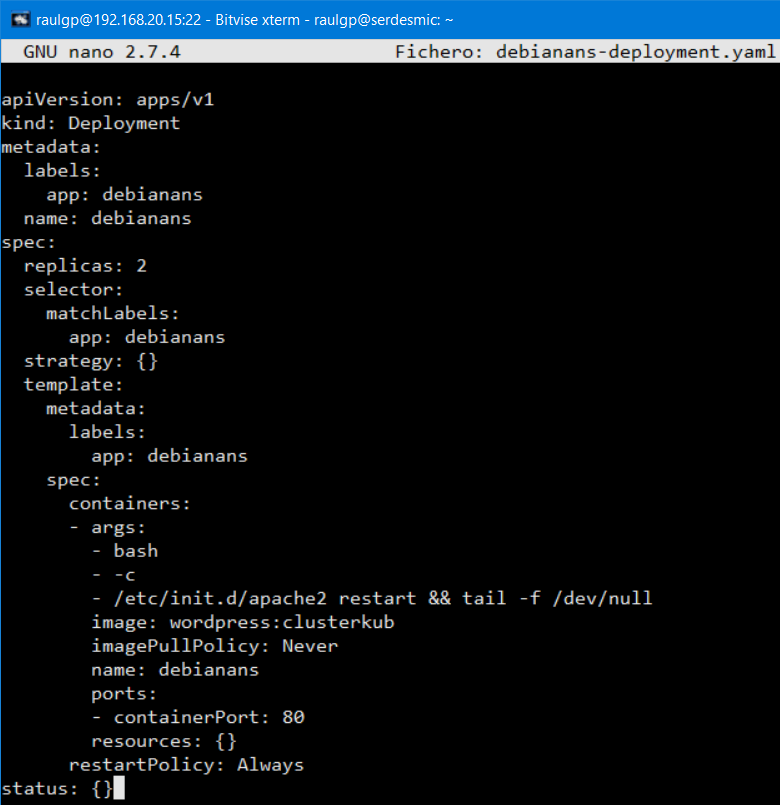 raulgp@192.168.20.15:22 - Bitvise xterm - raulgp@serdesmic: ~
GNU nano 2.7.4 Fichero: debianans-deployment.yaml
apiVersion: apps/v1
kind: Deployment
metadata:
  labels:
    app: debianans
  name: debianans
spec:
  replicas: 2
  selector:
    matchLabels:
      app: debianans
  strategy: {}
  template:
    metadata:
      labels:
        app: debianans
    spec:
      containers:
      - args:
        - bash
        - -c
        - /etc/init.d/apache2 restart && tail -f /dev/null
        image: wordpress:clusterkub
        imagePullPolicy: Never
        name: debianans
        ports:
        - containerPort: 80
        resources: {}
      restartPolicy: Always
status: {}